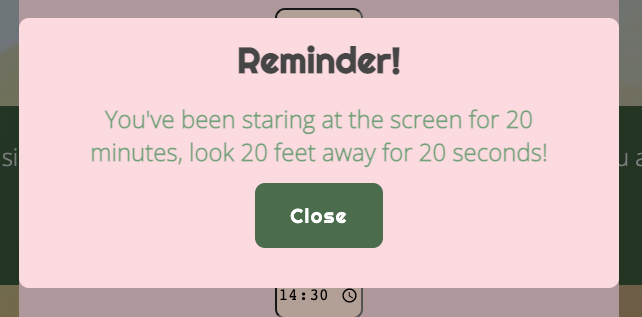 Reminder!
You've been staring at the screen for 20
minutes, look 20 feet away for 20 seconds!
Close
14:30